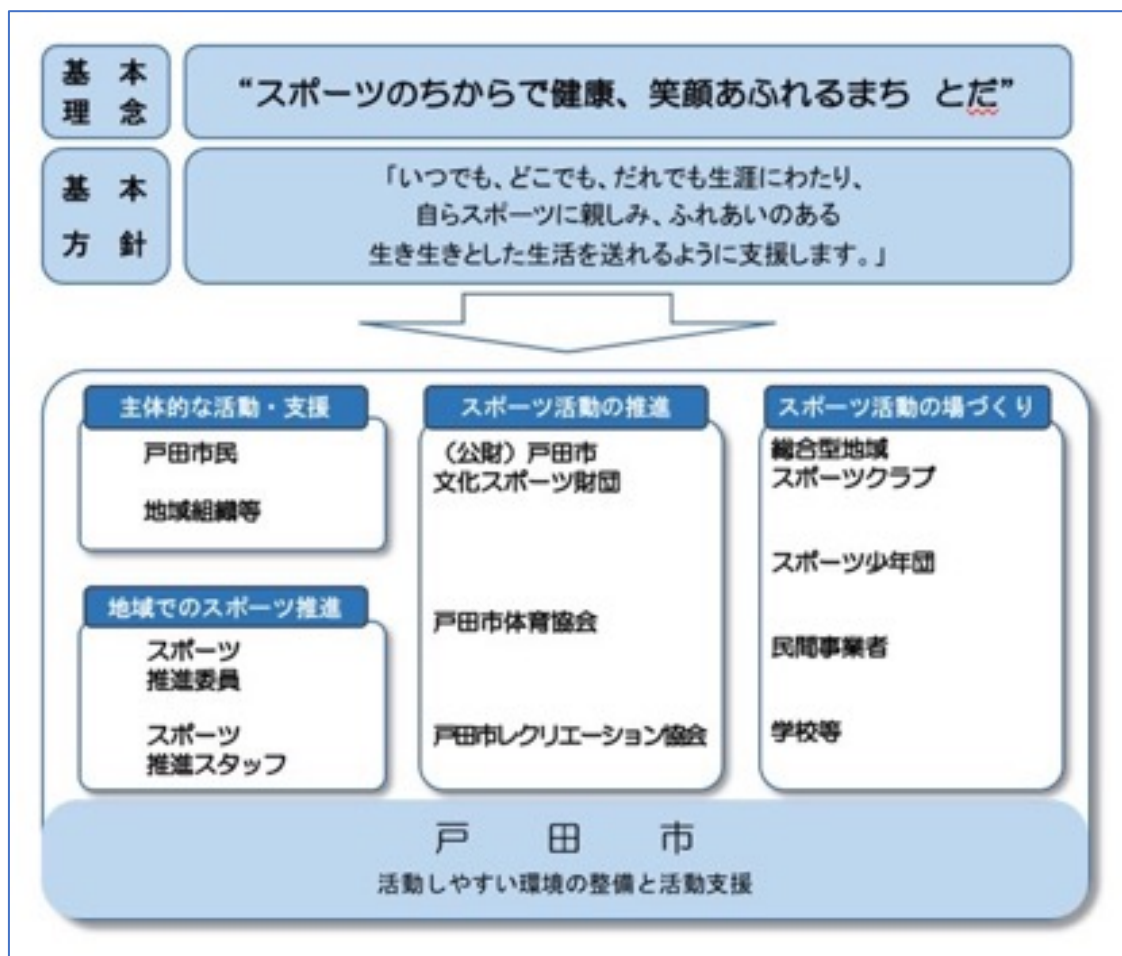 基 本
理 念
“スポーツのちからで健康、笑顔あふれるまち とだ”
基 本
方 針
「いつでも、どこでも、だれでも生涯にわたり、
自らスポーツに親しみ、ふれあいのある
生き生きとした生活を送れるように支援します。」
主体的な活動・支援
戸田市民
地域組織等
地域でのスポーツ推進
スポーツ
推進委員
スポーツ
推進スタッフ
スポーツ活動の推進
（公財）戸田市
文化スポーツ財団
戸田市体育協会
戸田市レクリエーション協会
スポーツ活動の場づくり
総合型地域
スポーツクラブ
スポーツ少年団
民間事業者
学校等
戸 田 市
活動しやすい環境の整備と活動支援